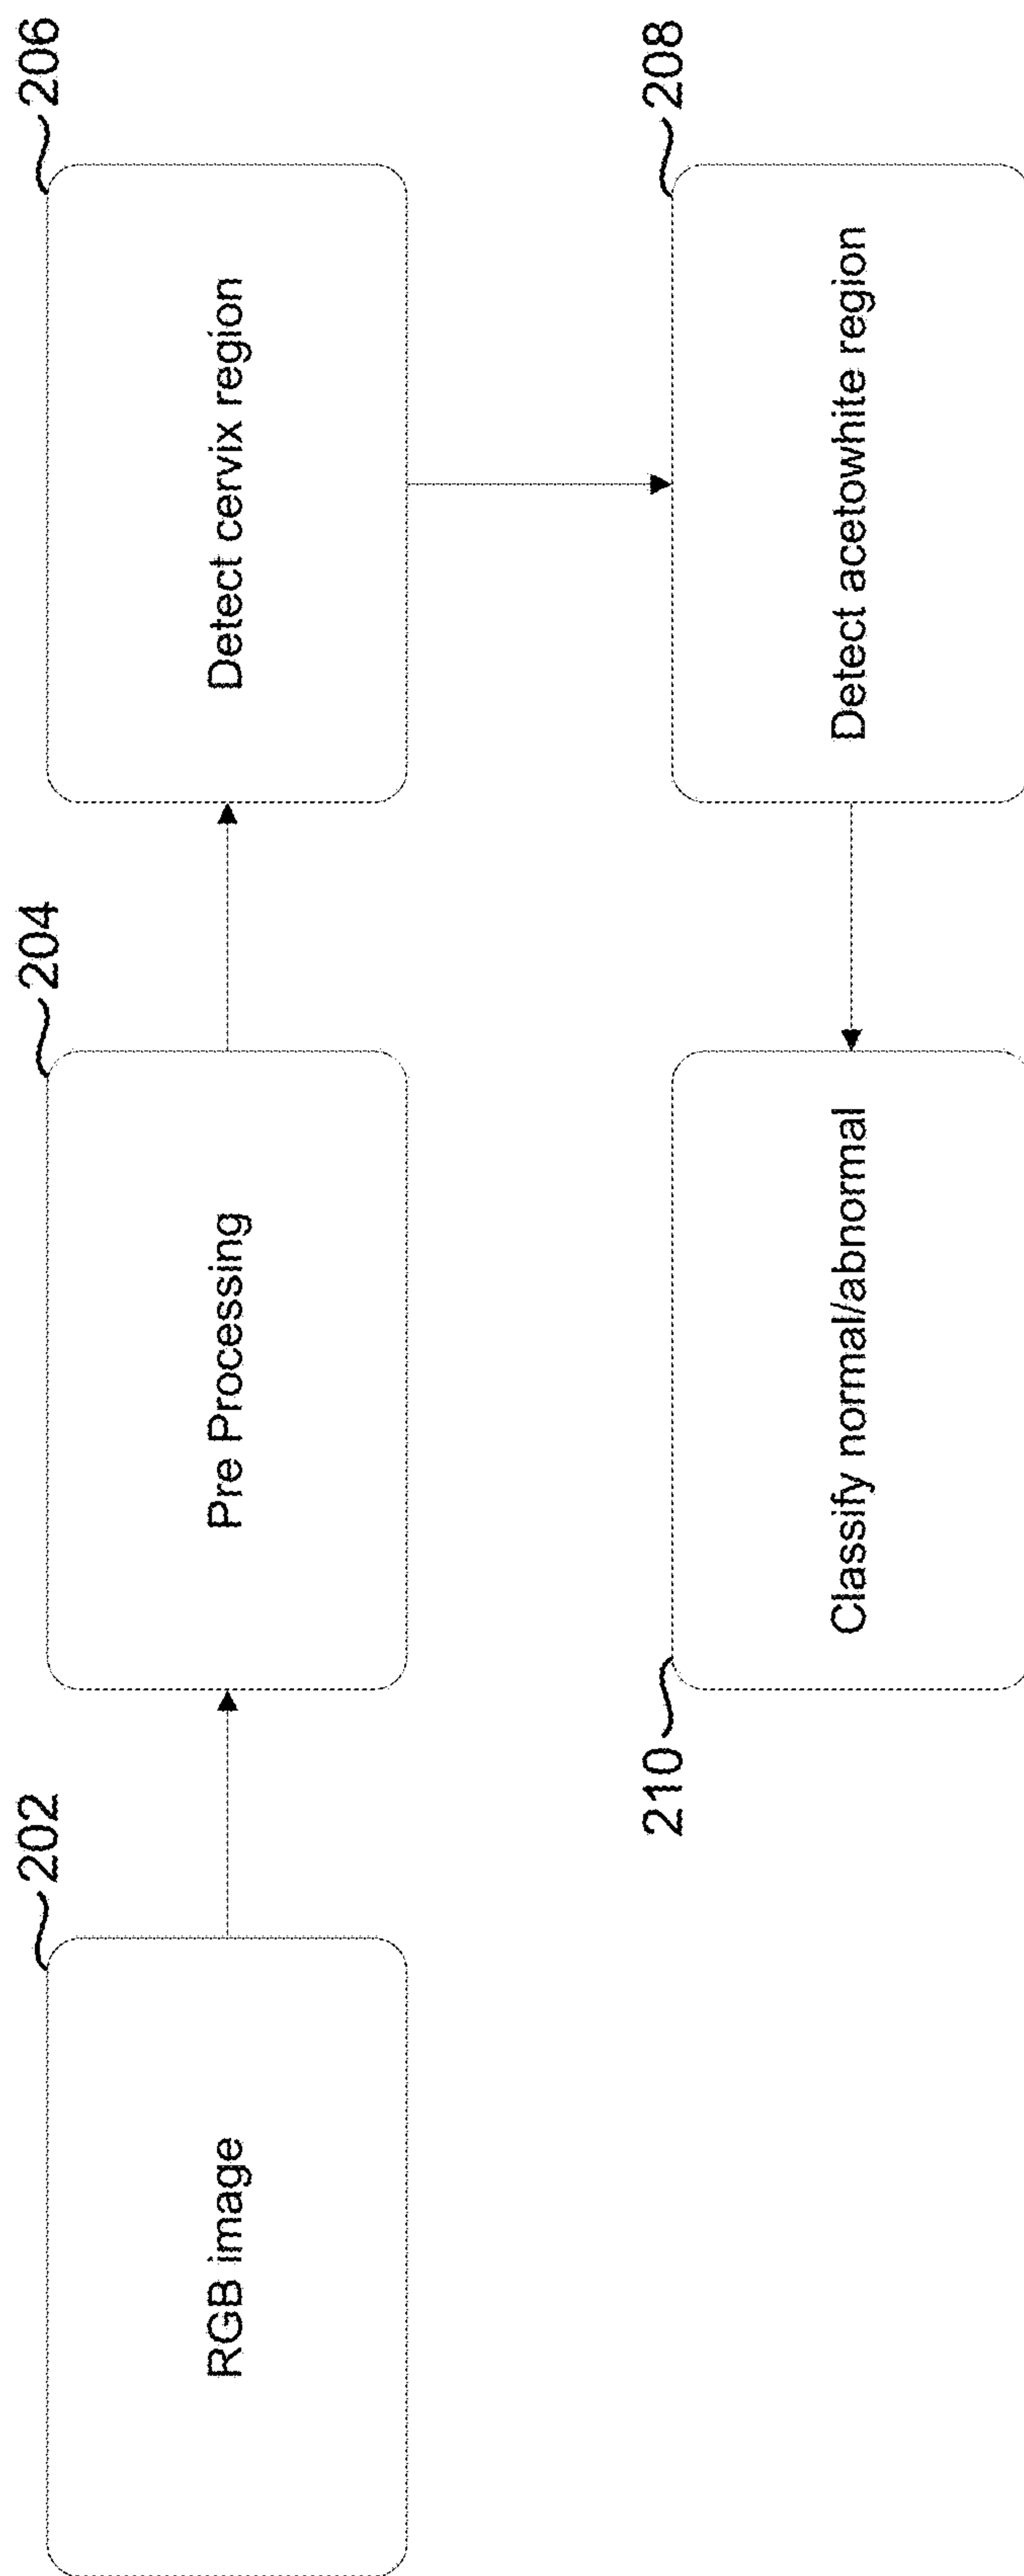 202
RGB image
204
Pre Processing
206
Detect cervix region
208
Detect acetowhite region
210
Classify normal/abnormal